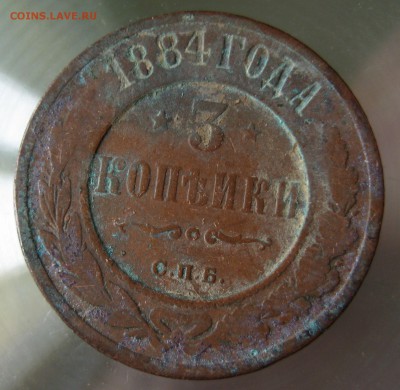 COINS.LAVE.RU
1884 ГОДА
3
КОПѢЙКИ
С.П.Б.